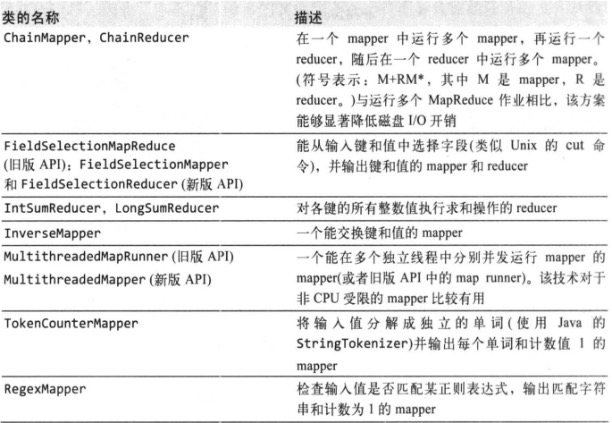 类的名称 描述
ChainMapper, ChainReducer 在一个 mapper 中运行多个 mapper，再运行一个
reducer，随后在一个 reducer 中运行多个 mapper。
(符号表示：M+RM*，其中 M 是 mapper，R 是
reducer。)与运行多个 MapReduce 作业相比，该方案
能够显著降低磁盘 I/O 开销
FieldSelectionMapReduce 能从输入键和值中选择字段(类似 Unix 的 cut 命
(旧版 API)：FieldSelectionMapper 令)，并输出键和值的 mapper 和 reducer
和 FieldSelectionReducer (新版 API)
IntSumReducer, LongSumReducer 对各键的所有整数值执行求和操作的 reducer
InverseMapper 一个能交换键和值的 mapper
MultithreadedMapRunner (旧版 API) 一个能在多个独立线程中分别并发运行 mapper 的
MultithreadedMapper (新版 API) mapper(或者旧版 API 中的 map runner)。该技术对于
非 CPU 受限的 mapper 比较有用
TokenCounterMapper 将输入值分解成独立的单词(使用 Java 的
StringTokenizer)并输出每个单词和计数值 1 的
mapper
RegexMapper 检查输入值是否匹配某正则表达式，输出匹配字符
串和计数为 1 的 mapper